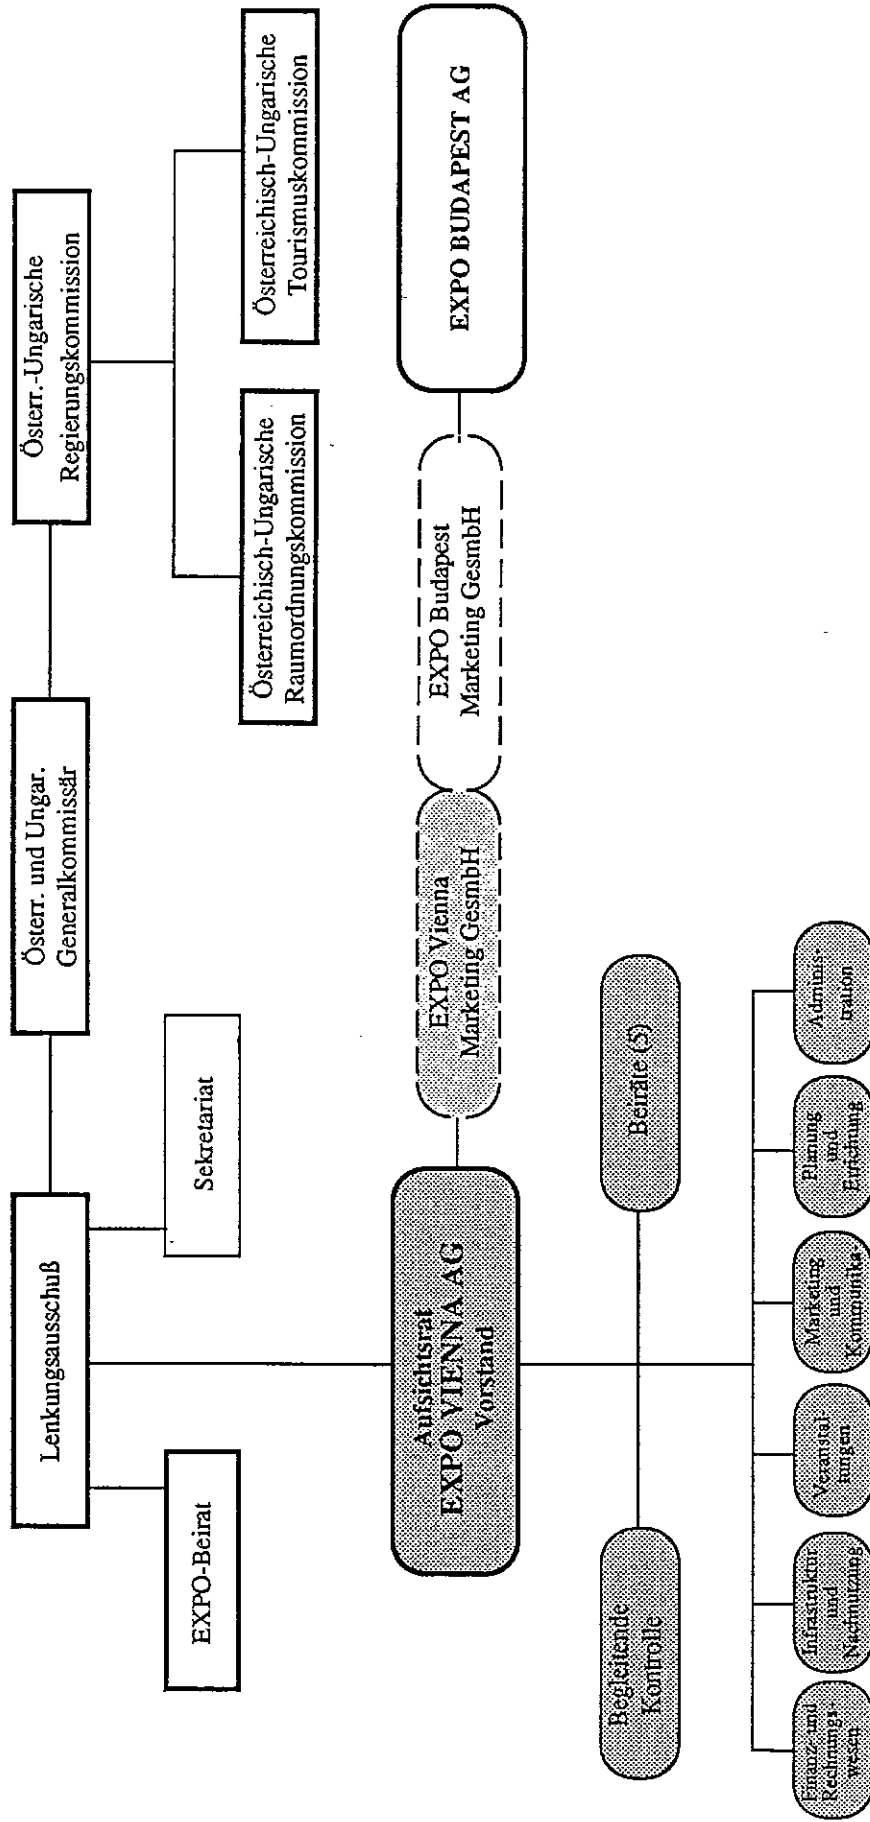 Lenkungsausschuß
Österr. und Ungar.
Generalkommissär
Österr.-Ungarische
Regierungskommission
EXPO-Beirat
Sekretariat
Österreichisch-Ungarische
Raumordnungskommission
Österreichisch-Ungarische
Tourismuskommission
Aufsichtsrat
EXPO VIENNA AG
Vorstand
EXPO Vienna
Marketing GesmbH
EXPO Budapest
Marketing GesmbH
EXPO BUDAPEST AG
Begleitende
Kontrolle
Beiräte (5)
Finanz- und
Rechnungs-
wesen
Infrastruktur
und
Nachnutzung
Veranstal-
tungen
Marketing
und
Kommunika-
Planung
und
Errichtung
Adminis-
tration